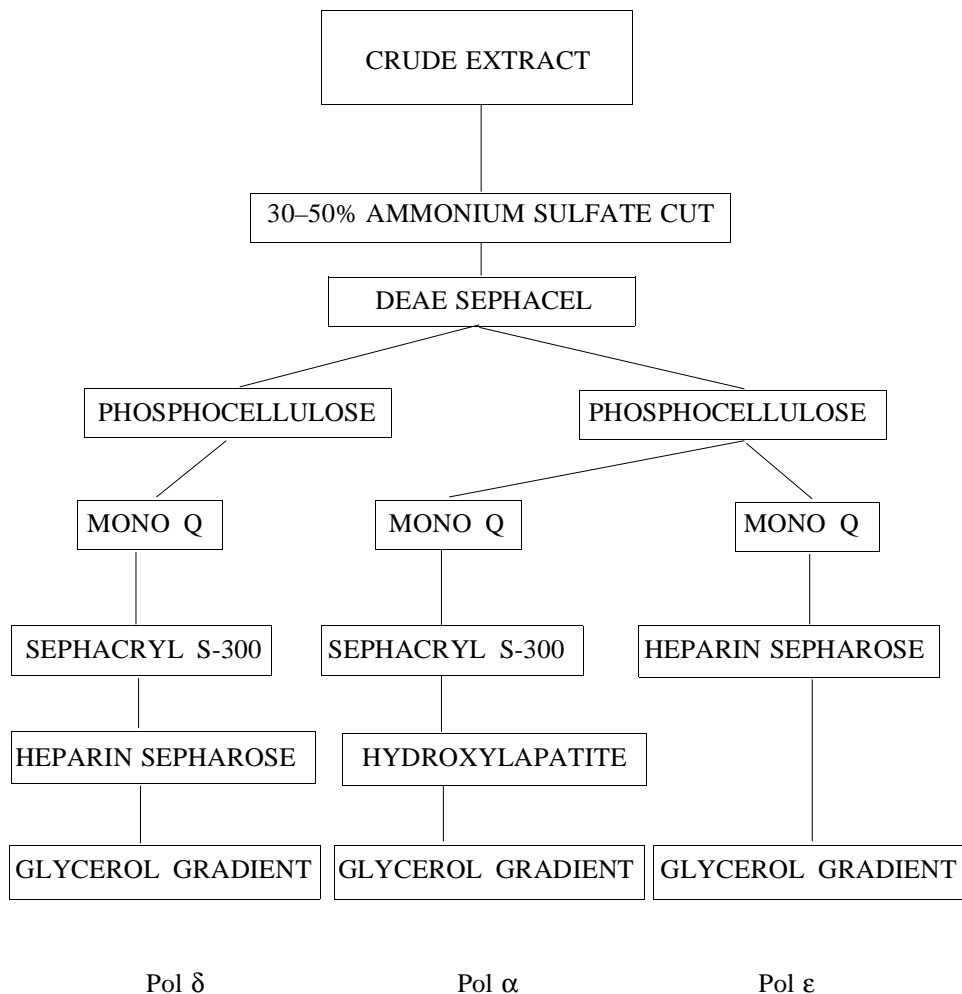 CRUDE EXTRACT
30–50% AMMONIUM SULFATE CUT
DEAE SEPHACEL
PHOSPHOCELLULOSE
PHOSPHOCELLULOSE
MONO Q
MONO Q
MONO Q
SEPHACRYL S-300
SEPHACRYL S-300
HEPARIN SEPHAROSE
HEPARIN SEPHAROSE
HYDROXYLAPATITE
GLYCEROL GRADIENT
GLYCEROL GRADIENT
GLYCEROL GRADIENT
Pol δ
Pol α
Pol ε